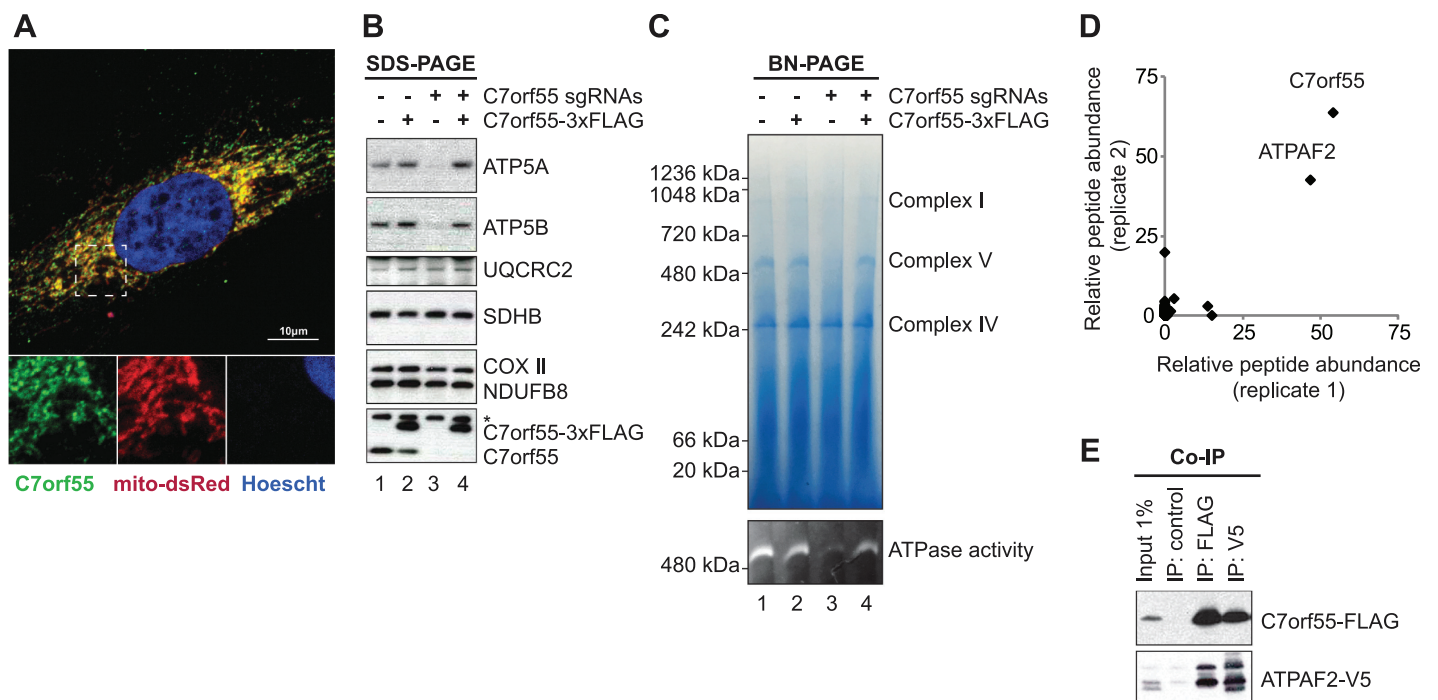 A
10µm
C7orf55 mito-dsRed Hoescht
B
SDS-PAGE
- - + + C7orf55 sgRNAs
- + - + C7orf55-3xFLAG
ATP5A
ATP5B
UQCRC2
SDHB
COX II
NDUFB8
*
C7orf55-3xFLAG
C7orf55
1 2 3 4
C
BN-PAGE
- - + + C7orf55 sgRNAs
- + - + C7orf55-3xFLAG
1236 kDa
1048 kDa
Complex I
720 kDa
Complex V
480 kDa
Complex IV
242 kDa
66 kDa
20 kDa
ATPase activity
480 kDa
1 2 3 4
D
Relative peptide abundance
(replicate 2)
75
50
25
0
C7orf55
ATPAF2
0 25 50 75
Relative peptide abundance
(replicate 1)
E
Co-IP
Input 1%
IP: control
IP: FLAG
IP: V5
C7orf55-FLAG
ATPAF2-V5